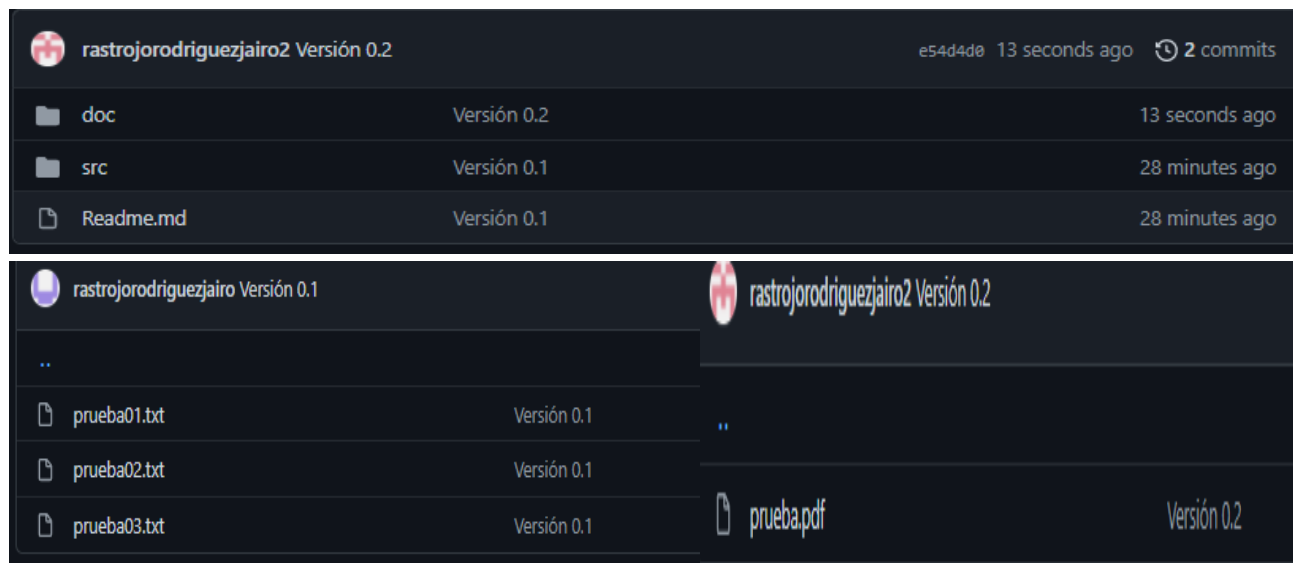 rastrojorodriguezjairo2 Versión 0.2 e54d4d0 13 seconds ago 2 commits
doc Versión 0.2 13 seconds ago
src Versión 0.1 28 minutes ago
Readme.md Versión 0.1 28 minutes ago
rastrojorodriguezjairo Versión 0.1
..
prueba01.txt Versión 0.1
prueba02.txt Versión 0.1
prueba03.txt Versión 0.1
rastrojorodriguezjairo2 Versión 0.2
..
prueba.pdf Versión 0.2